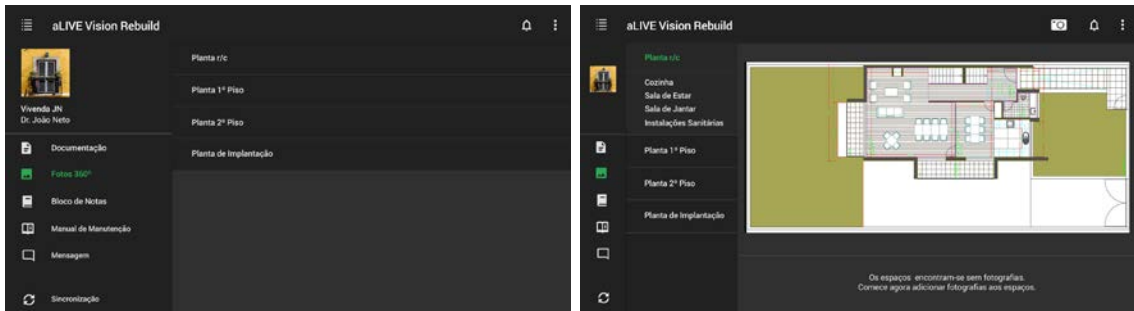 aLIVE Vision Rebuild
Vivenda JN
Dr. João Neto
Documentação
Fotos 360º
Bloco de Notas
Manual de Manutenção
Mensagem
Sincronização
Planta r/c
Planta 1º Piso
Planta 2º Piso
Planta de Implantação
aLIVE Vision Rebuild
Planta r/c
Cozinha
Sala de Estar
Sala de Jantar
Instalações Sanitárias
Planta 1º Piso
Planta 2º Piso
Planta de Implantação
Os espaços encontram-se sem fotografias.
Comece agora adicionar fotografias aos espaços.